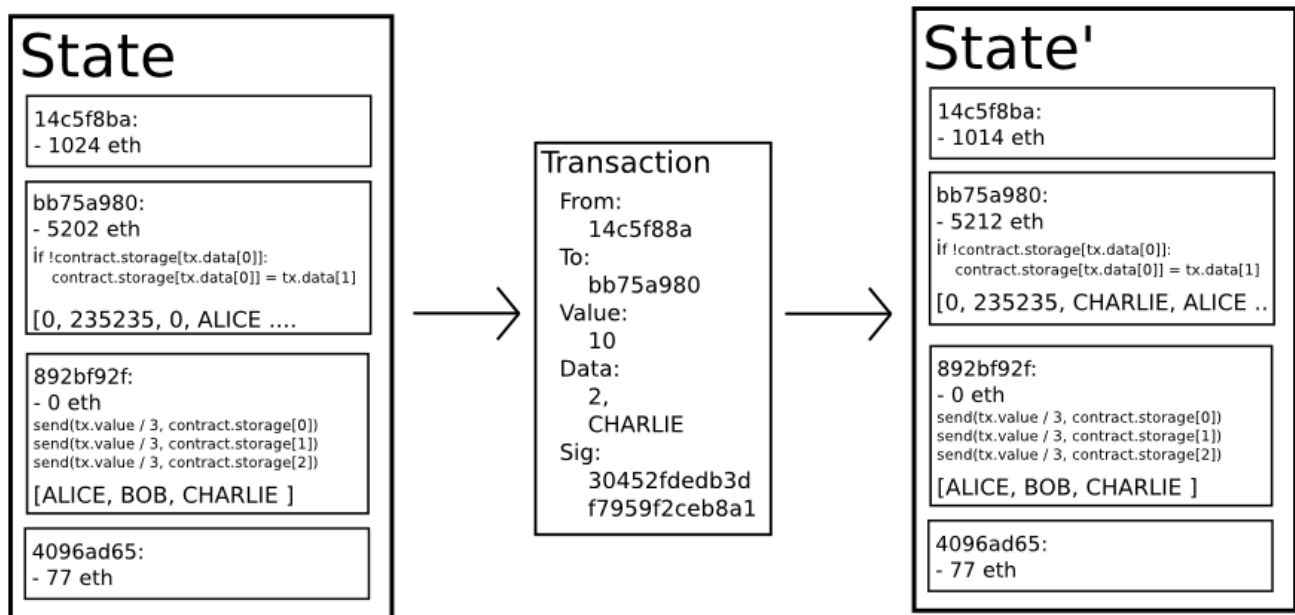 State
14c5f8ba:
- 1024 eth
bb75a980:
- 5202 eth
if !contract.storage[tx.data[0]]:
contract.storage[tx.data[0]] = tx.data[1]
[0, 235235, 0, ALICE ....
892bf92f:
- 0 eth
send(tx.value / 3, contract.storage[0])
send(tx.value / 3, contract.storage[1])
send(tx.value / 3, contract.storage[2])
[ALICE, BOB, CHARLIE ]
4096ad65:
- 77 eth
Transaction
From:
14c5f88a
To:
bb75a980
Value:
10
Data:
2,
CHARLIE
Sig:
30452fdedb3d
f7959f2ceb8a1
State'
14c5f8ba:
- 1014 eth
bb75a980:
- 5212 eth
if !contract.storage[tx.data[0]]:
contract.storage[tx.data[0]] = tx.data[1]
[0, 235235, CHARLIE, ALICE ..
892bf92f:
- 0 eth
send(tx.value / 3, contract.storage[0])
send(tx.value / 3, contract.storage[1])
send(tx.value / 3, contract.storage[2])
[ALICE, BOB, CHARLIE ]
4096ad65:
- 77 eth